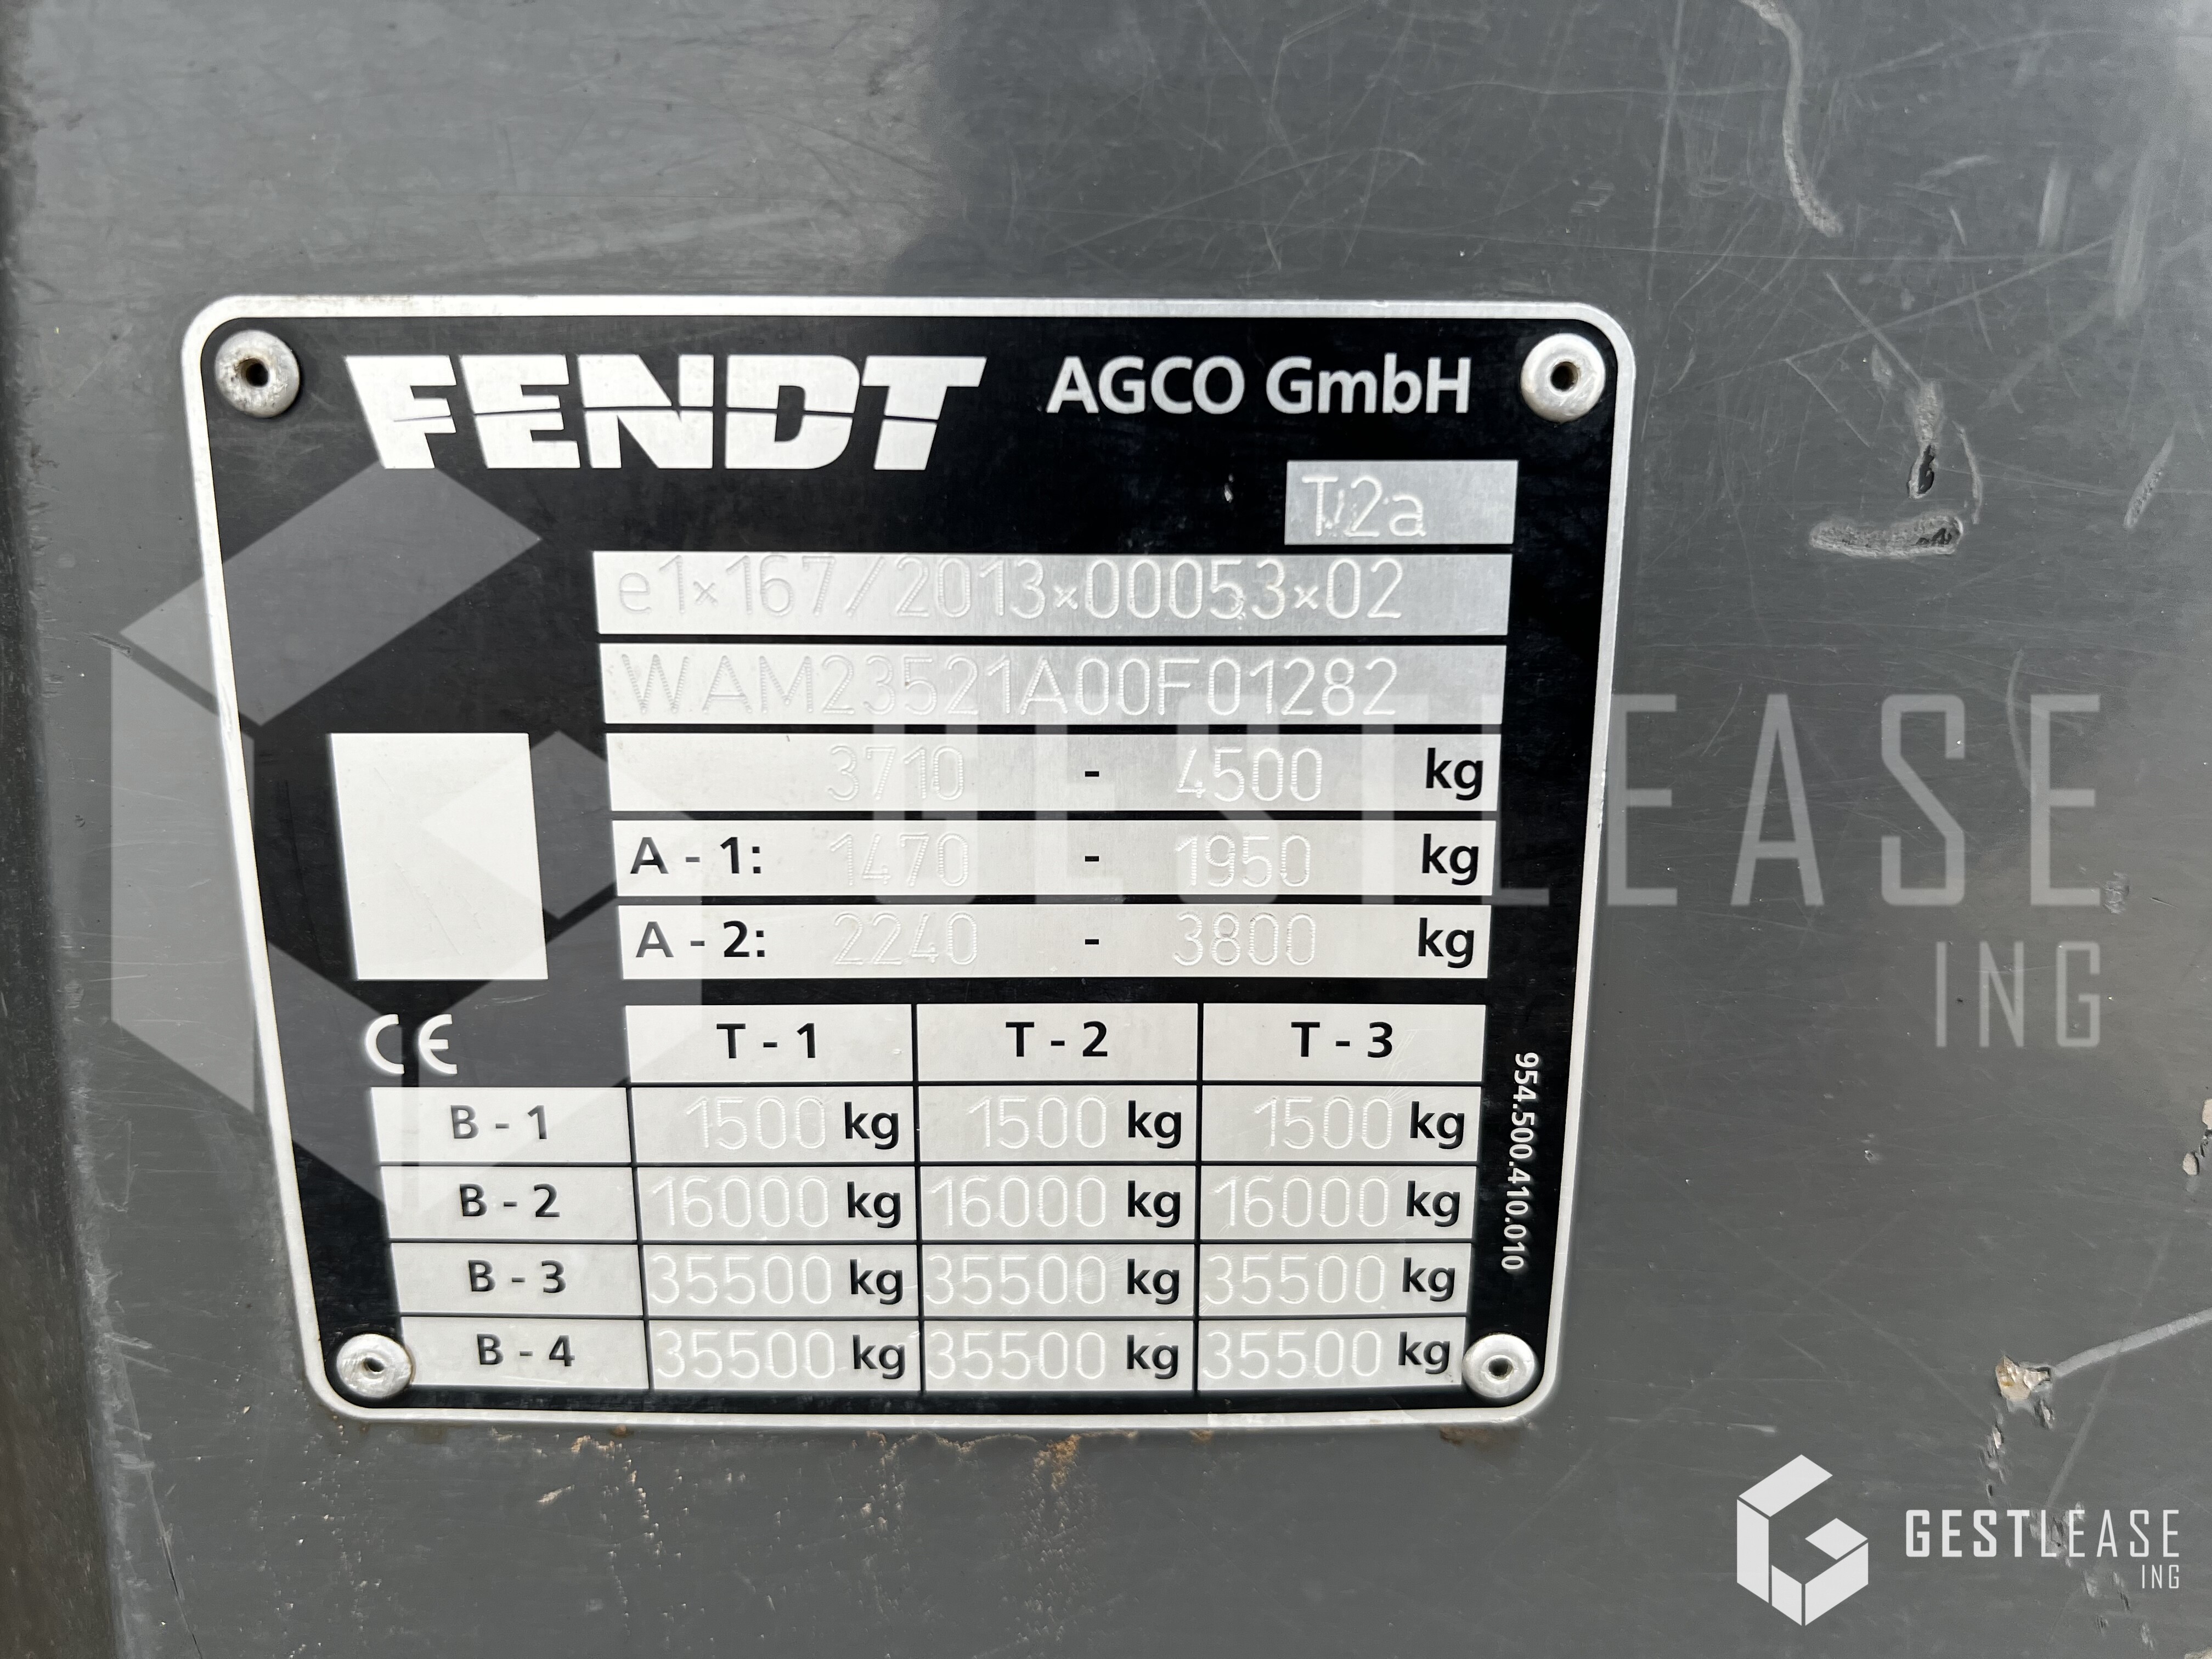 FENDT AGCO GmbH
T2a
e1×167/2013×00053×02
WAM23521A00F01282
3710 - 4500 kg
A - 1: 1470 - 1950 kg
A - 2: 2240 - 3800 kg
CE T - 1 T - 2 T - 3
B - 1 1500 kg 1500 kg 1500 kg
B - 2 16000 kg 16000 kg 16000 kg
B - 3 35500 kg 35500 kg 35500 kg
B - 4 35500 kg 35500 kg 35500 kg
954.500.410.010
GESTLEASE
ING
GESTLEASE
ING